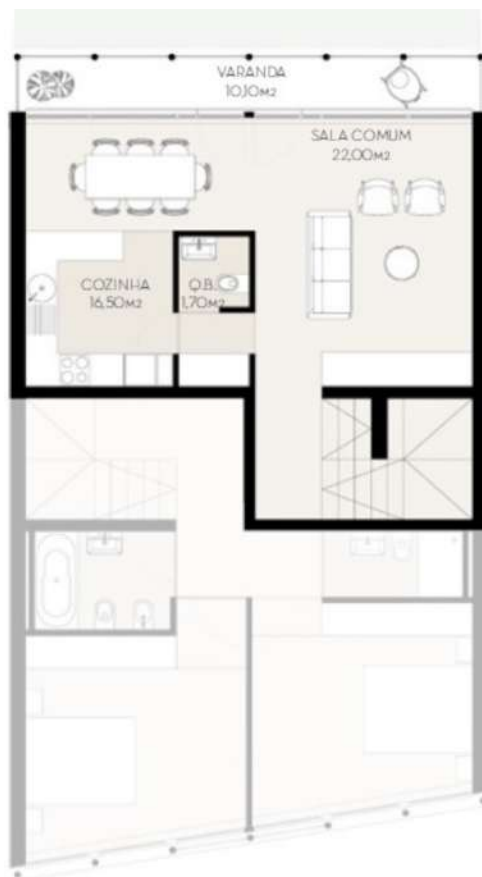 VARANDA
10,10M2
SALA COMUM
22,00M2
COZINHA
16,50M2
Q.B.
1,70M2